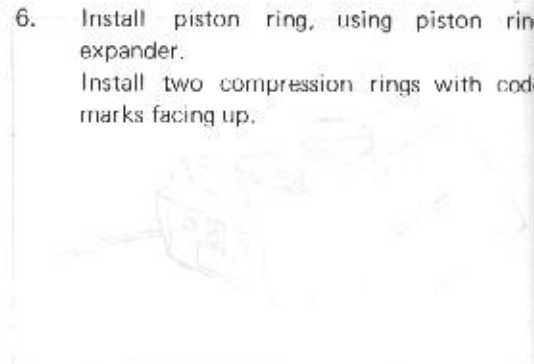 6. Install piston ring, using piston rin
expander.
Install two compression rings with cod
marks facing up.